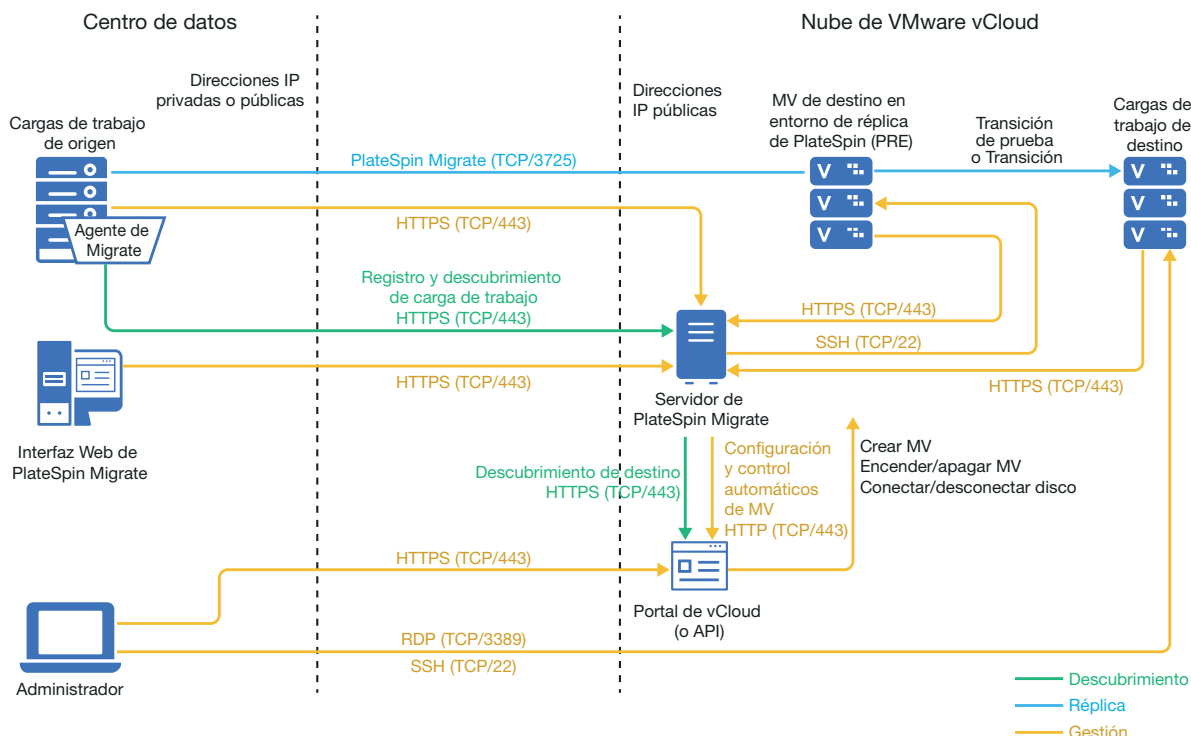 Centro de datos
Nube de VMware vCloud
Direcciones IP
privadas o públicas
Direcciones
IP públicas
MV de destino en
entorno de réplica
de PlateSpin (PRE)
Cargas de
trabajo de
destino
Cargas de trabajo
de origen
Transición
de prueba
o Transición
PlateSpin Migrate (TCP/3725)
HTTPS (TCP/443)
Agente de
Migrate
Registro y descubrimiento
de carga de trabajo
HTTPS (TCP/443)
HTTPS (TCP/443)
SSH (TCP/22)
HTTPS (TCP/443)
HTTPS (TCP/443)
Servidor de
PlateSpin Migrate
Interfaz Web de
PlateSpin Migrate
Descubrimiento de destino
HTTPS (TCP/443)
Configuración
y control
automáticos
de MV
HTTP (TCP/443)
Crear MV
Encender/apagar MV
Conectar/desconectar disco
HTTPS (TCP/443)
Portal de vCloud
(o API)
RDP (TCP/3389)
SSH (TCP/22)
Administrador
Descubrimiento
Réplica
Gestión
V
V
V
V
V
V